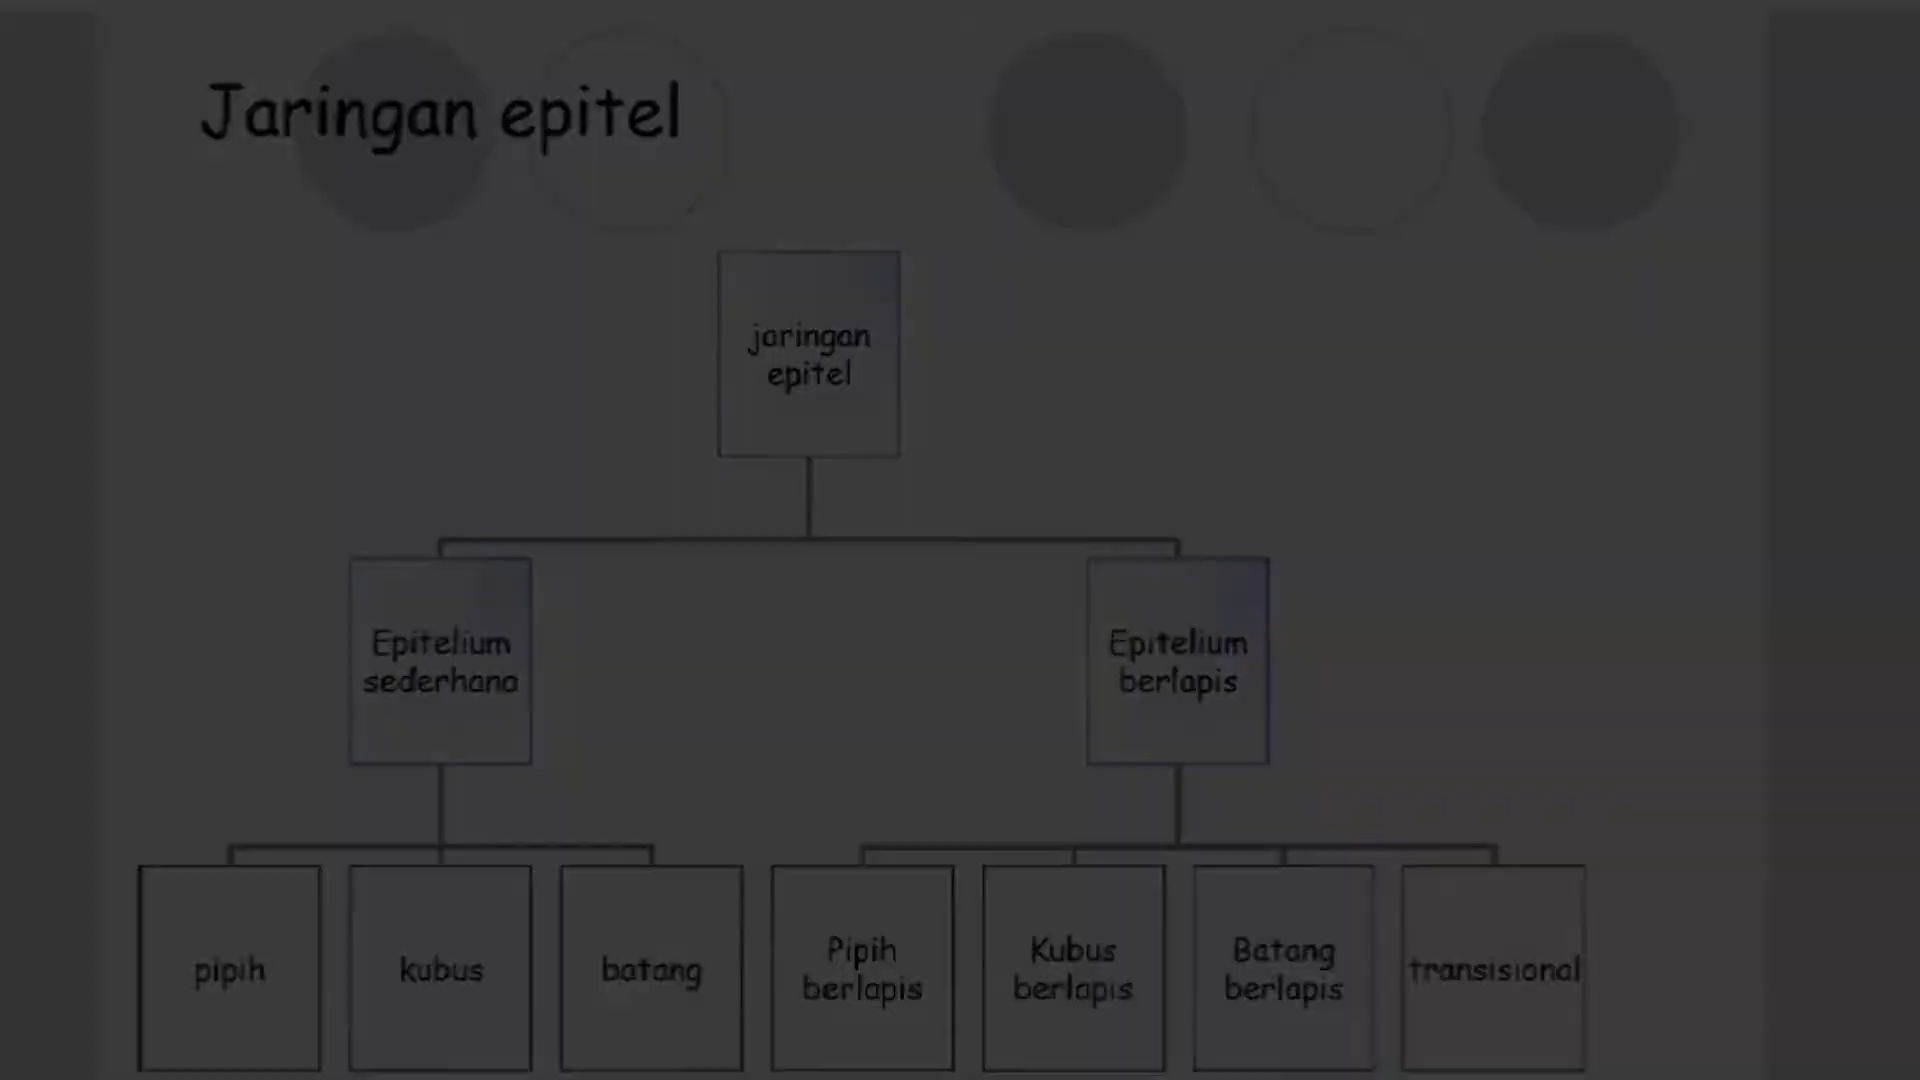 Jaringan epitel
jaringan
epitel
Epitelium
sederhana
Epitelium
berlapis
pipih
kubus
batang
Pipih
berlapis
Kubus
berlapis
Batang
berlapis
transisional